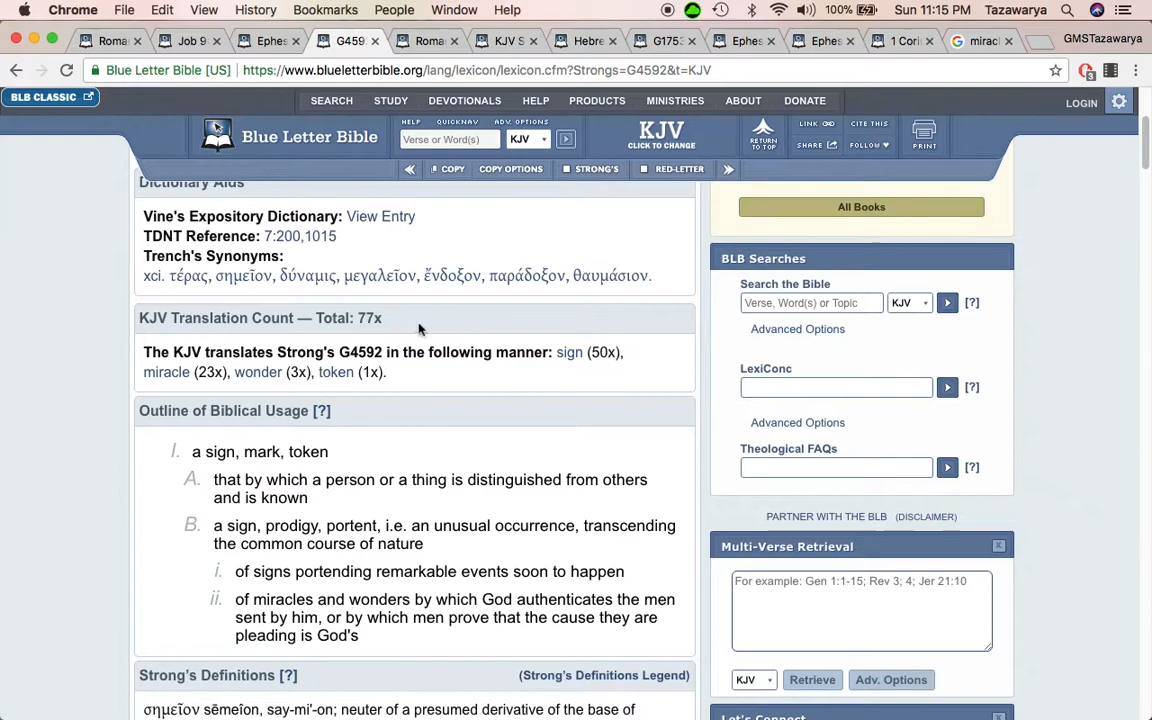 Chrome File Edit View History Bookmarks People Window Help 100% Sun 11:15 PM Tazawarya
Roman Job 9 Ephes G459 Roman KJV S Hebre G1753 Ephes Ephes 1 Cori miracl GMSTazawarya
Blue Letter Bible [US] https://www.blueletterbible.org/lang/lexicon/lexicon.cfm?Strongs=G4592&t=KJV
BLB CLASSIC SEARCH STUDY DEVOTIONALS HELP PRODUCTS MINISTRIES ABOUT DONATE LOGIN
HELP QUICKNAV ADV. OPTIONS
Blue Letter Bible Verse or Word(s) KJV
KJV
CLICK TO CHANGE
RETURN
TO TOP
LINK CITE THIS
SHARE FOLLOW
PRINT
COPY COPY OPTIONS STRONG'S RED-LETTER
Dictionary Aids
Vine's Expository Dictionary: View Entry
TDNT Reference: 7:200,1015
Trench's Synonyms:
xci. τέρας, σημεῖον, δύναμις, μεγαλεῖον, ἔνδοξον, παράδοξον, θαυμάσιον.
KJV Translation Count — Total: 77x
The KJV translates Strong's G4592 in the following manner: sign (50x),
miracle (23x), wonder (3x), token (1x).
Outline of Biblical Usage [?]
I. a sign, mark, token
A. that by which a person or a thing is distinguished from others
and is known
B. a sign, prodigy, portent, i.e. an unusual occurrence, transcending
the common course of nature
i. of signs portending remarkable events soon to happen
ii. of miracles and wonders by which God authenticates the men
sent by him, or by which men prove that the cause they are
pleading is God's
Strong's Definitions [?] (Strong's Definitions Legend)
σημεῖον sēmeîon, say-mi'-on; neuter of a presumed derivative of the base of
All Books
BLB Searches
Search the Bible
Verse, Word(s) or Topic KJV [?]
Advanced Options
LexiConc
[?]
Advanced Options
Theological FAQs
[?]
PARTNER WITH THE BLB (DISCLAIMER)
Multi-Verse Retrieval x
For example: Gen 1:1-15; Rev 3; 4; Jer 21:10
KJV Retrieve Adv. Options
Let's Connect x